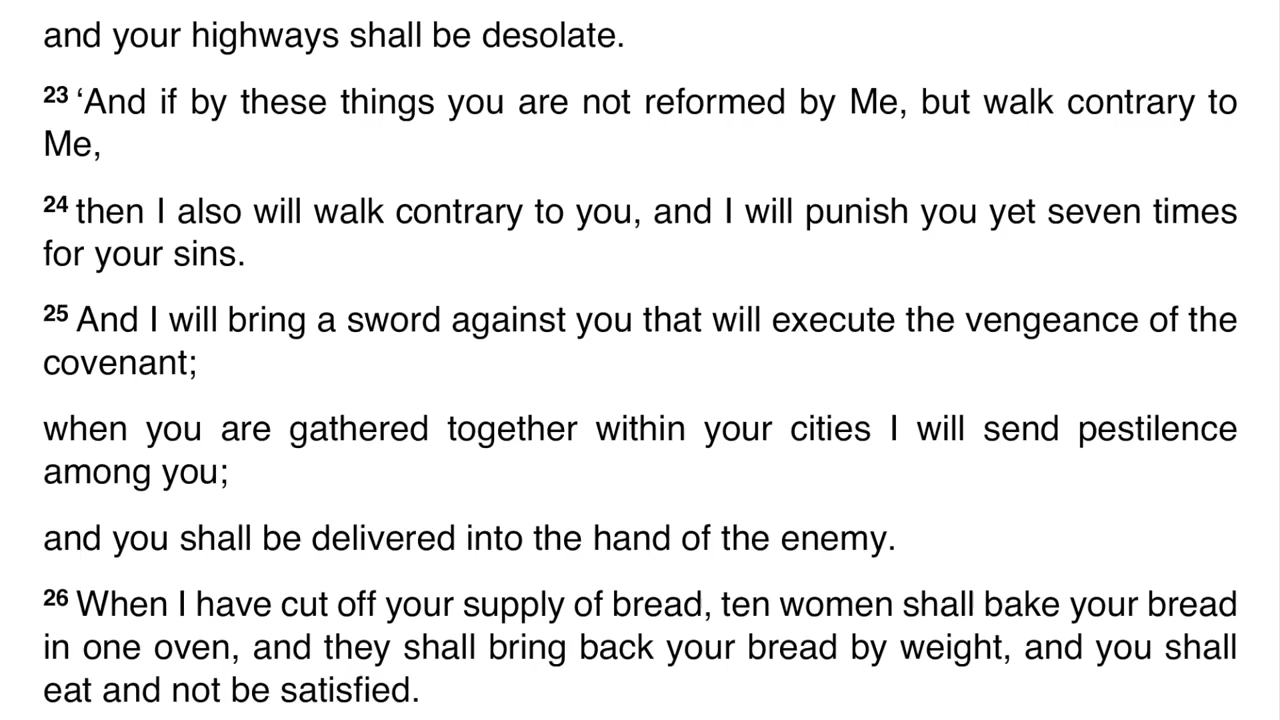 and your highways shall be desolate.
23 ‘And if by these things you are not reformed by Me, but walk contrary to
Me,
24 then I also will walk contrary to you, and I will punish you yet seven times
for your sins.
25 And I will bring a sword against you that will execute the vengeance of the
covenant;
when you are gathered together within your cities I will send pestilence
among you;
and you shall be delivered into the hand of the enemy.
26 When I have cut off your supply of bread, ten women shall bake your bread
in one oven, and they shall bring back your bread by weight, and you shall
eat and not be satisfied.